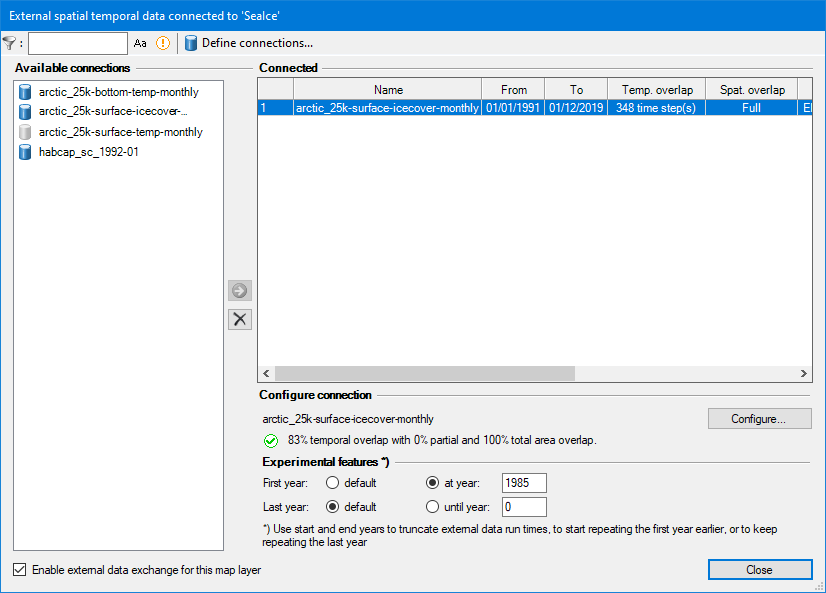 External spatial temporal data connected to 'SeaIce'
: Aa Define connections...
Available connections
arctic_25k-bottom-temp-monthly
arctic_25k-surface-icecover-...
arctic_25k-surface-temp-monthly
habcap_sc_1992-01
Connected
Name From To Temp. overlap Spat. overlap
1 arctic_25k-surface-icecover-monthly 01/01/1991 01/12/2019 348 time step(s) Full
Configure connection
arctic_25k-surface-icecover-monthly Configure...
83% temporal overlap with 0% partial and 100% total area overlap.
Experimental features *)
First year: default at year: 1985
Last year: default until year: 0
*) Use start and end years to truncate external data run times, to start repeating the first year earlier, or to keep
repeating the last year
Enable external data exchange for this map layer Close